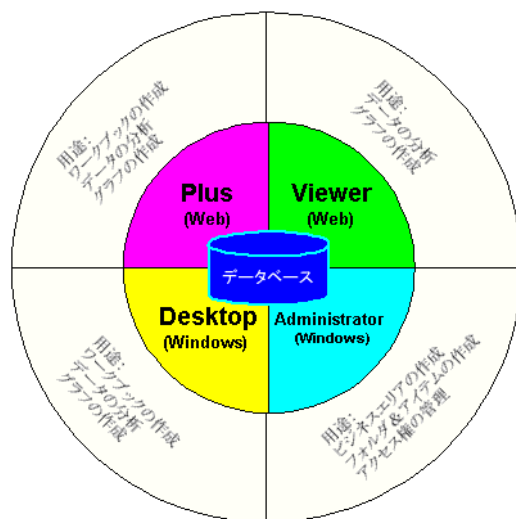 用途:
ワークブックの作成
データの分析
グラフの作成
用途:
データの分析
グラフの作成
Plus
(Web)
Viewer
(Web)
データベース
Desktop
(Windows)
Administrator
(Windows)
用途:
ワークブックの作成
データの分析
グラフの作成
用途:
ビジネスエリアの作成
フォルダ&アイテムの作成
アクセス権の管理